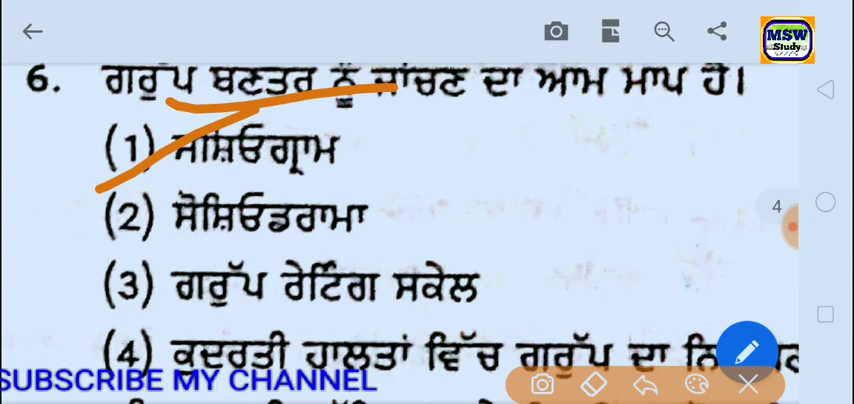 MSW
Study
6. ਗਰੁੱਪ ਬਣਤਰ ਨੂੰ ਜਾਂਚਣ ਦਾ ਆਮ ਮਾਪ ਹੈ।
(1) ਸੋਸ਼ਿਓਗ੍ਰਾਮ
(2) ਸੋਸ਼ਿਓਡਰਾਮਾ
4
(3) ਗਰੁੱਪ ਰੇਟਿੰਗ ਸਕੇਲ
(4) ਕੁਦਰਤੀ ਹਾਲਤਾਂ ਵਿੱਚ ਗਰੁੱਪ ਦਾ
SUBSCRIBE MY CHANNEL